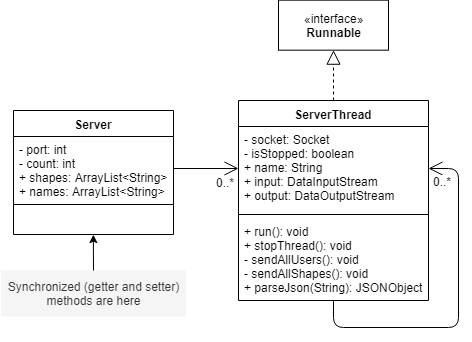 «interface»
Runnable
Server
- port: int
- count: int
+ shapes: ArrayList<String>
+ names: ArrayList<String>
0..*
ServerThread
- socket: Socket
- isStopped: boolean
+ name: String
+ input: DataInputStream
+ output: DataOutputStream
+ run(): void
+ stopThread(): void
- sendAllUsers(): void
- sendAllShapes(): void
+ parseJson(String): JSONObject
0..*
Synchronized (getter and setter)
methods are here